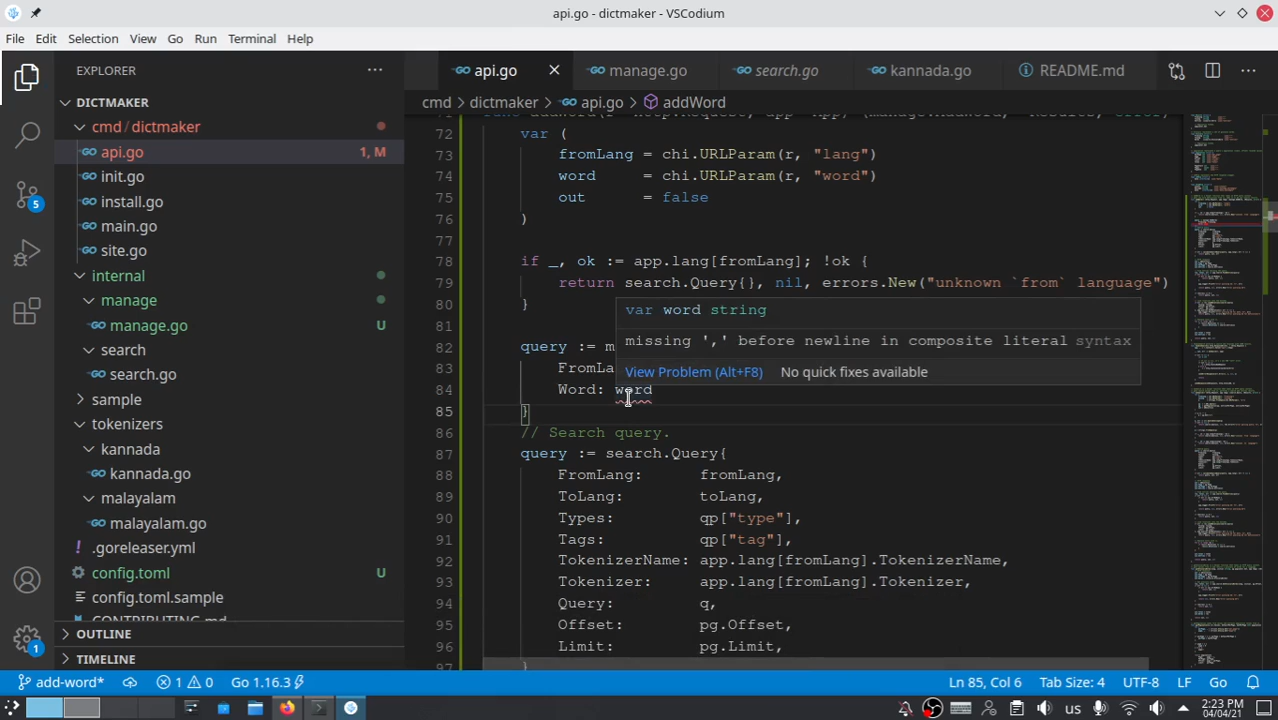 api.go - dictmaker - VSCodium
File Edit Selection View Go Run Terminal Help
EXPLORER
DICTMAKER
cmd / dictmaker
api.go 1, M
init.go
install.go
main.go
site.go
internal
manage
manage.go U
search
search.go
sample
tokenizers
kannada
kannada.go
malayalam
malayalam.go
.goreleaser.yml
config.toml U
config.toml.sample
OUTLINE
TIMELINE
5
1
api.go manage.go search.go kannada.go README.md
cmd > dictmaker > api.go > addWord
72 var (
73 fromLang = chi.URLParam(r, "lang")
74 word = chi.URLParam(r, "word")
75 out = false
76 )
77
78 if _, ok := app.lang[fromLang]; !ok {
79 return search.Query{}, nil, errors.New("unknown `from` language")
80 }
81
var word string
missing ',' before newline in composite literal syntax
View Problem (Alt+F8) No quick fixes available
82 query := m
83 FromLa
84 Word: word
85 }
86 // Search query.
87 query := search.Query{
88 FromLang: fromLang,
89 ToLang: toLang,
90 Types: qp["type"],
91 Tags: qp["tag"],
92 TokenizerName: app.lang[fromLang].TokenizerName,
93 Tokenizer: app.lang[fromLang].Tokenizer,
94 Query: q,
95 Offset: pg.Offset,
96 Limit: pg.Limit,
97 }
add-word* 1 0 Go 1.16.3 Ln 85, Col 6 Tab Size: 4 UTF-8 LF Go
us 2:23 PM
04/04/21